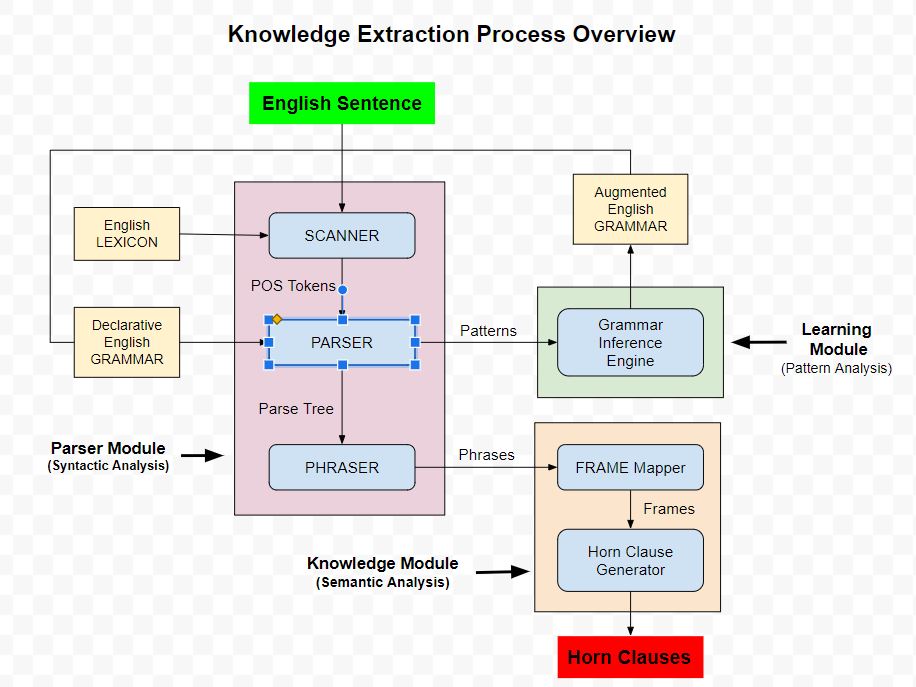 Knowledge Extraction Process Overview
English Sentence
Augmented
English
GRAMMAR
English
LEXICON
SCANNER
POS Tokens
Declarative
English
GRAMMAR
PARSER
Patterns
Grammar
Inference
Engine
Learning
Module
(Pattern Analysis)
Parse Tree
Parser Module
(Syntactic Analysis)
PHRASER
Phrases
FRAME Mapper
Frames
Knowledge Module
(Semantic Analysis)
Horn Clause
Generator
Horn Clauses